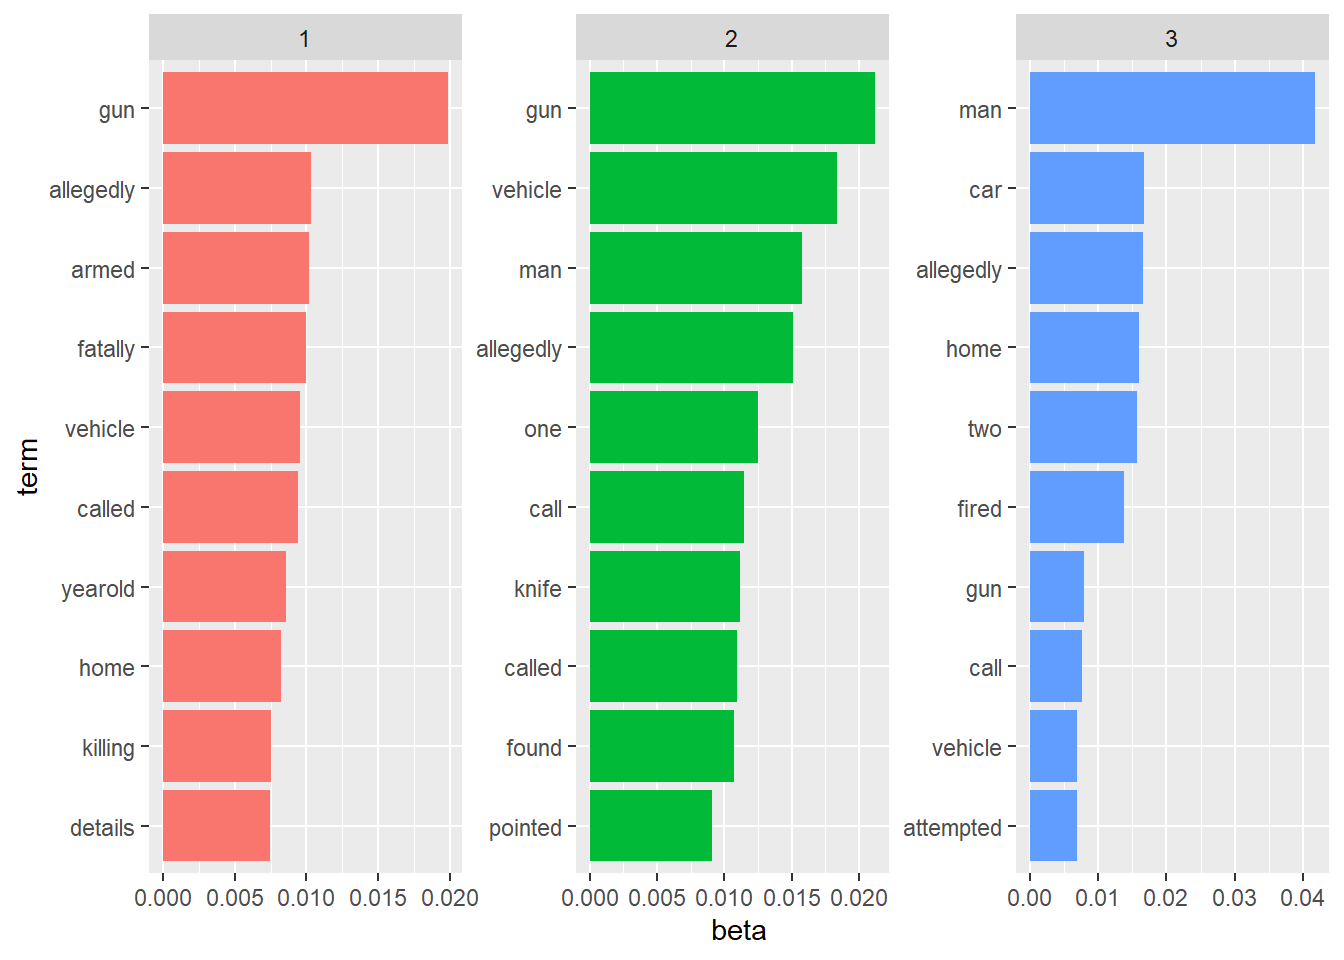 1
2
3
term
gun
allegedly
armed
fatally
vehicle
called
yearold
home
killing
details
0.000 0.005 0.010 0.015 0.020
gun
vehicle
man
allegedly
one
call
knife
called
found
pointed
0.000 0.005 0.010 0.015 0.020
man
car
allegedly
home
two
fired
gun
call
vehicle
attempted
0.00 0.01 0.02 0.03 0.04
beta